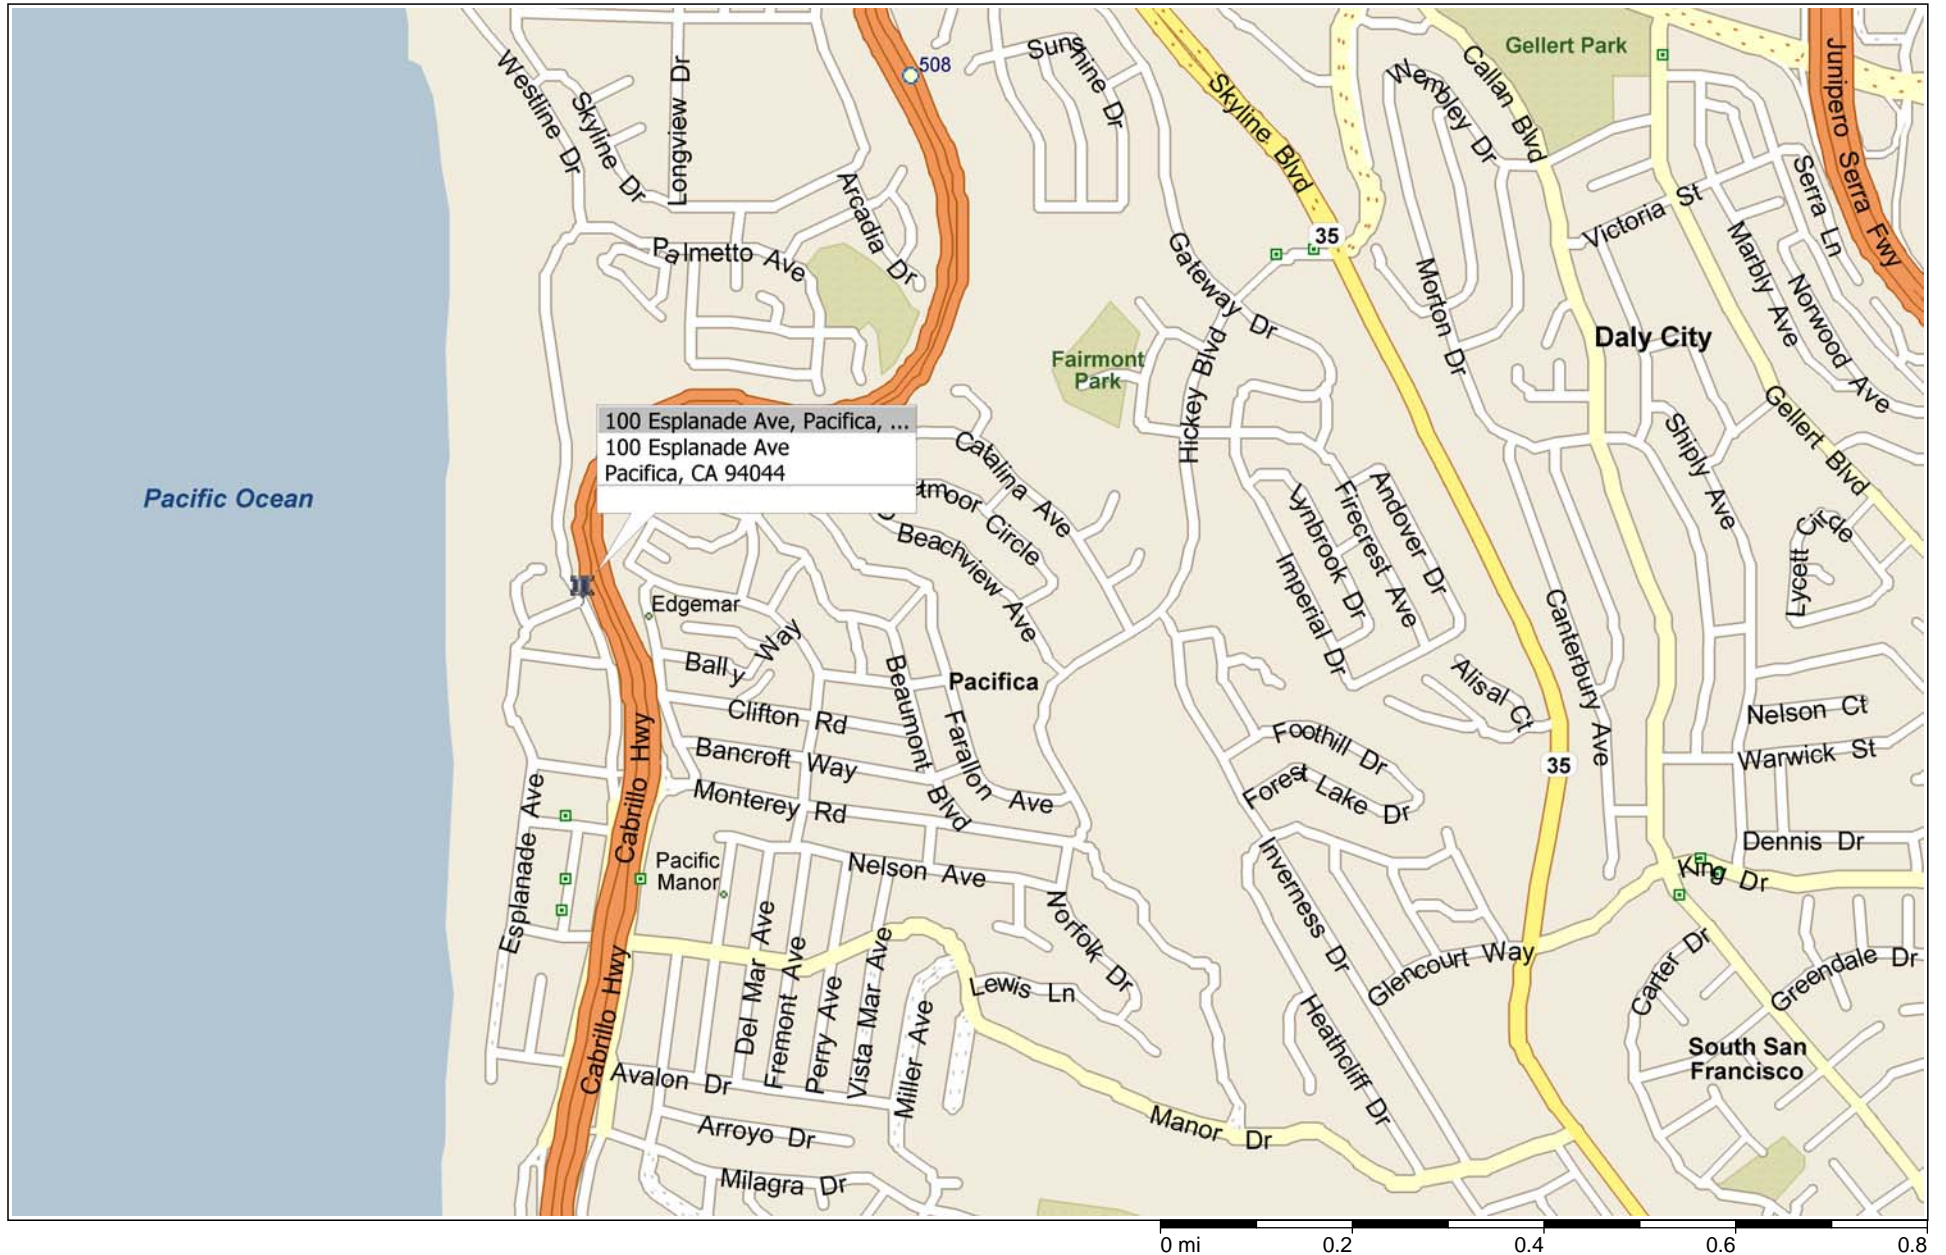 508
Gellert Park
Sunshine Dr
Callan Blvd
Junipero Serra Fwy
Westline Dr
Skyline Dr
Longview Dr
Skyline Blvd
Wembley Dr
Arcadia Dr
Serra Ln
Victoria St
35
Palmetto Ave
Gateway Dr
Marbly Ave
Morton Dr
Norwood Ave
Daly City
Fairmont
Park
Hickey Blvd
100 Esplanade Ave, Pacifica, ...
100 Esplanade Ave
Pacifica, CA 94044
Gellert Blvd
Shiply Ave
Catalina Ave
Pacific Ocean
tmoor Circle
Beachview Ave
Lynbrook Dr
Firecrest Ave
Andover Dr
Lycett Circle
Imperial Dr
Edgemar
Bally Way
Canterbury Ave
Pacifica
Beaumont Blvd
Farallon Ave
Alisal Ct
Nelson Ct
Clifton Rd
Cabrillo Hwy
Bancroft Way
Foothill Dr
Warwick St
35
Forest Lake Dr
Monterey Rd
Esplanade Ave
Dennis Dr
Pacific
Manor
Nelson Ave
Inverness Dr
King Dr
Norfolk Dr
Del Mar Ave
Fremont Ave
Perry Ave
Vista Mar Ave
Miller Ave
Lewis Ln
Glencourt Way
Carter Dr
Greendale Dr
Cabrillo Hwy
Heathcliff Dr
South San
Francisco
Avalon Dr
Arroyo Dr
Manor Dr
Milagra Dr
0 mi 0.2 0.4 0.6 0.8